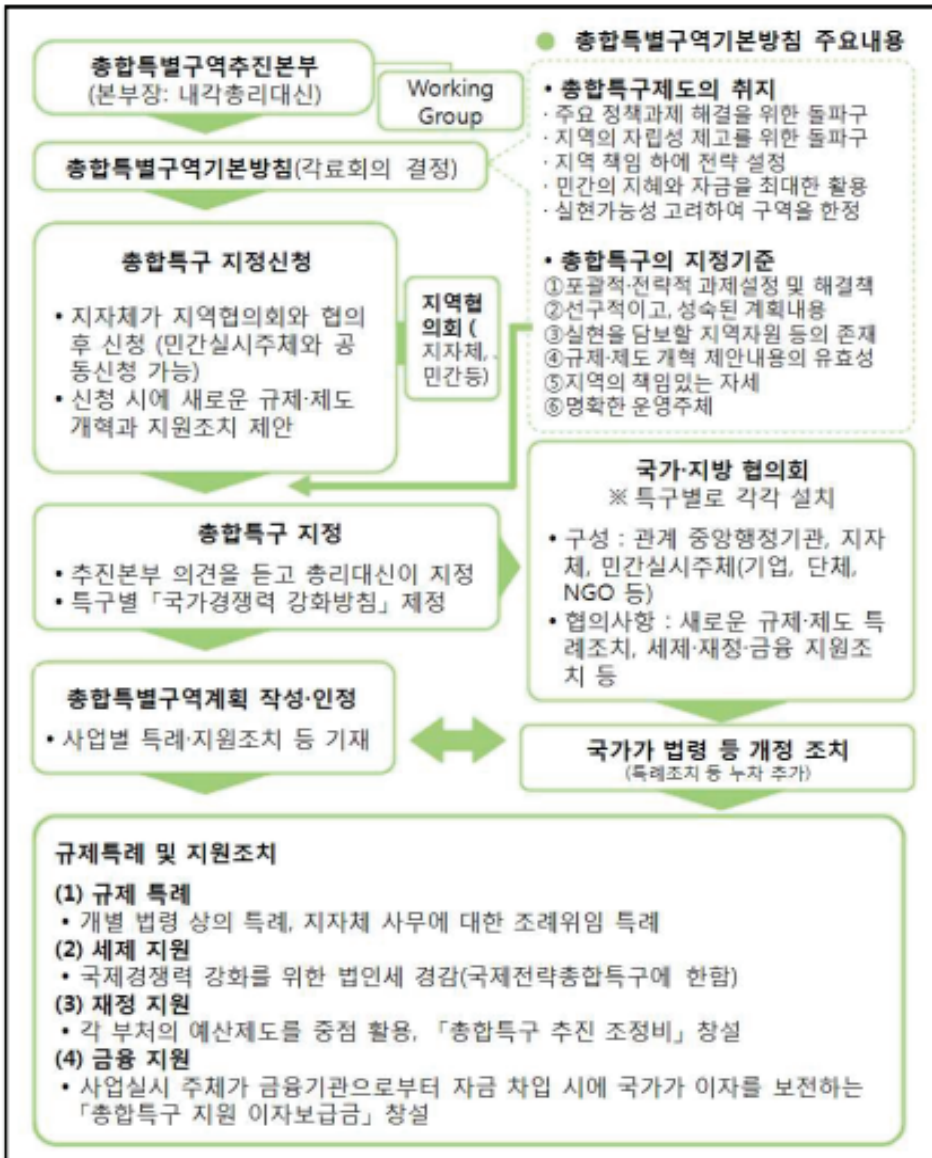 총합특별구역추진본부
(본부장: 내각총리대신)
Working
Group
총합특별구역기본방침(각료회의 결정)
● 총합특별구역기본방침 주요내용
• 총합특구제도의 취지
· 주요 정책과제 해결을 위한 돌파구
· 지역의 자립성 제고를 위한 돌파구
· 지역 책임 하에 전략 설정
· 민간의 지혜와 자금을 최대한 활용
· 실현가능성 고려하여 구역을 한정
• 총합특구의 지정기준
①포괄적·전략적 과제설정 및 해결책
②선구적이고, 성숙된 계획내용
③실현을 담보할 지역자원 등의 존재
④규제·제도 개혁 제안내용의 유효성
⑤지역의 책임있는 자세
⑥명확한 운영주체
총합특구 지정신청
• 지자체가 지역협의회와 협의
후 신청 (민간실시주체와 공
동신청 가능)
• 신청 시에 새로운 규제·제도
개혁과 지원조치 제안
지역협
의회 (
지자체,
민간등)
총합특구 지정
• 추진본부 의견을 듣고 총리대신이 지정
• 특구별「국가경쟁력 강화방침」제정
국가·지방 협의회
※ 특구별로 각각 설치
• 구성 : 관계 중앙행정기관, 지자
체, 민간실시주체(기업, 단체,
NGO 등)
• 협의사항 : 새로운 규제·제도 특
례조치, 세제·재정·금융 지원조
치 등
총합특별구역계획 작성·인정
• 사업별 특례·지원조치 등 기재
국가가 법령 등 개정 조치
(특례조치 등 누차 추가)
규제특례 및 지원조치
(1) 규제 특례
• 개별 법령 상의 특례, 지자체 사무에 대한 조례위임 특례
(2) 세제 지원
• 국제경쟁력 강화를 위한 법인세 경감(국제전략총합특구에 한함)
(3) 재정 지원
• 각 부처의 예산제도를 중점 활용, 「총합특구 추진 조정비」창설
(4) 금융 지원
• 사업실시 주체가 금융기관으로부터 자금 차입 시에 국가가 이자를 보전하는
「총합특구 지원 이자보급금」창설